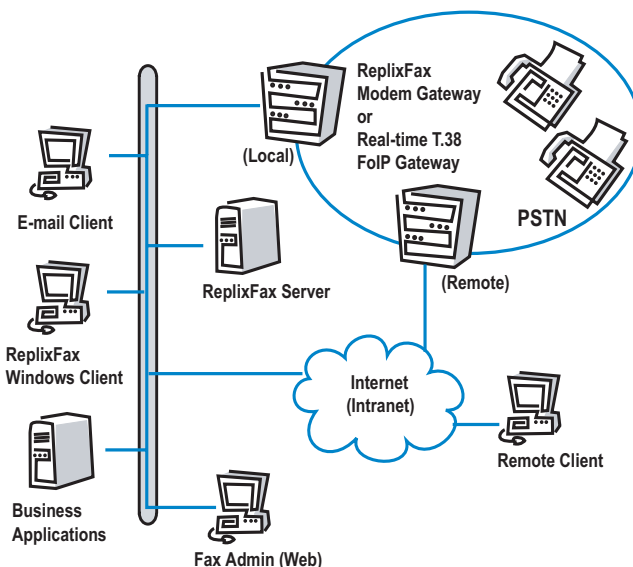 ReplixFax
Modem Gateway
or
Real-time T.38
FoIP Gateway
(Local)
PSTN
E-mail Client
(Remote)
ReplixFax Server
ReplixFax
Windows Client
Internet
(Intranet)
Remote Client
Business
Applications
Fax Admin (Web)